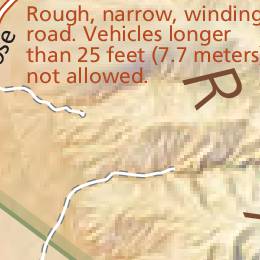 Rough, narrow, winding
road. Vehicles longer
than 25 feet (7.7 meters
not allowed.
R